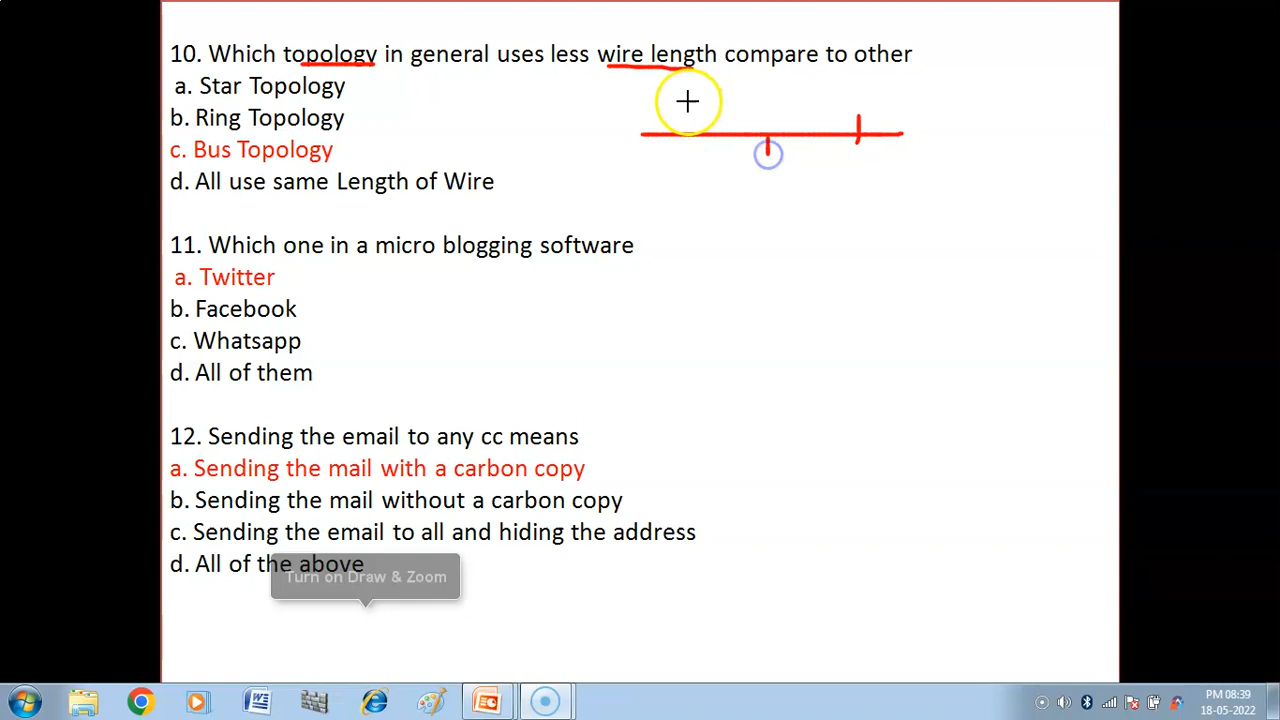 10. Which topology in general uses less wire length compare to other
a. Star Topology
b. Ring Topology
c. Bus Topology
d. All use same Length of Wire
11. Which one in a micro blogging software
a. Twitter
b. Facebook
c. Whatsapp
d. All of them
12. Sending the email to any cc means
a. Sending the mail with a carbon copy
b. Sending the mail without a carbon copy
c. Sending the email to all and hiding the address
d. All of the above
Turn on Draw & Zoom
PM 08:39
18-05-2022